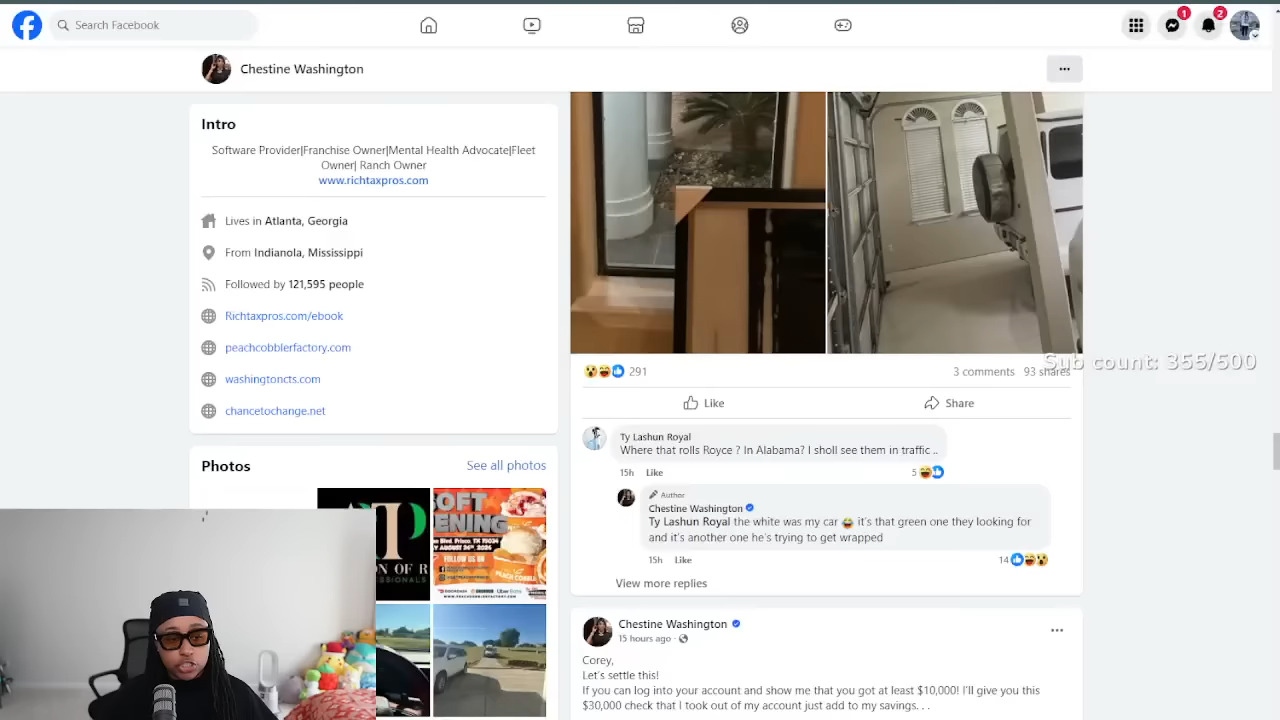 Search Facebook
1
2
Chestine Washington
Intro
Software Provider|Franchise Owner|Mental Health Advocate|Fleet
Owner| Ranch Owner
www.richtaxpros.com
Lives in Atlanta, Georgia
From Indianola, Mississippi
Followed by 121,595 people
Richtaxpros.com/ebook
peachcobblerfactory.com
washingtoncts.com
chancetochange.net
Photos
See all photos
OFT
ENING
FOLLOW US ON
291
3 comments 93 shares
Sub count: 355/500
Like
Share
Ty Lashun Royal
Where that rolls Royce ? In Alabama? I sholl see them in traffic ..
15h Like
5
Author
Chestine Washington
Ty Lashun Royal the white was my car 😂 it's that green one they looking for
and it's another one he's trying to get wrapped
15h Like
14
View more replies
Chestine Washington
15 hours ago ·
Corey,
Let's settle this!
If you can log into your account and show me that you got at least $10,000! I'll give you this
$30,000 check that I took out of my account just add to my savings. . .